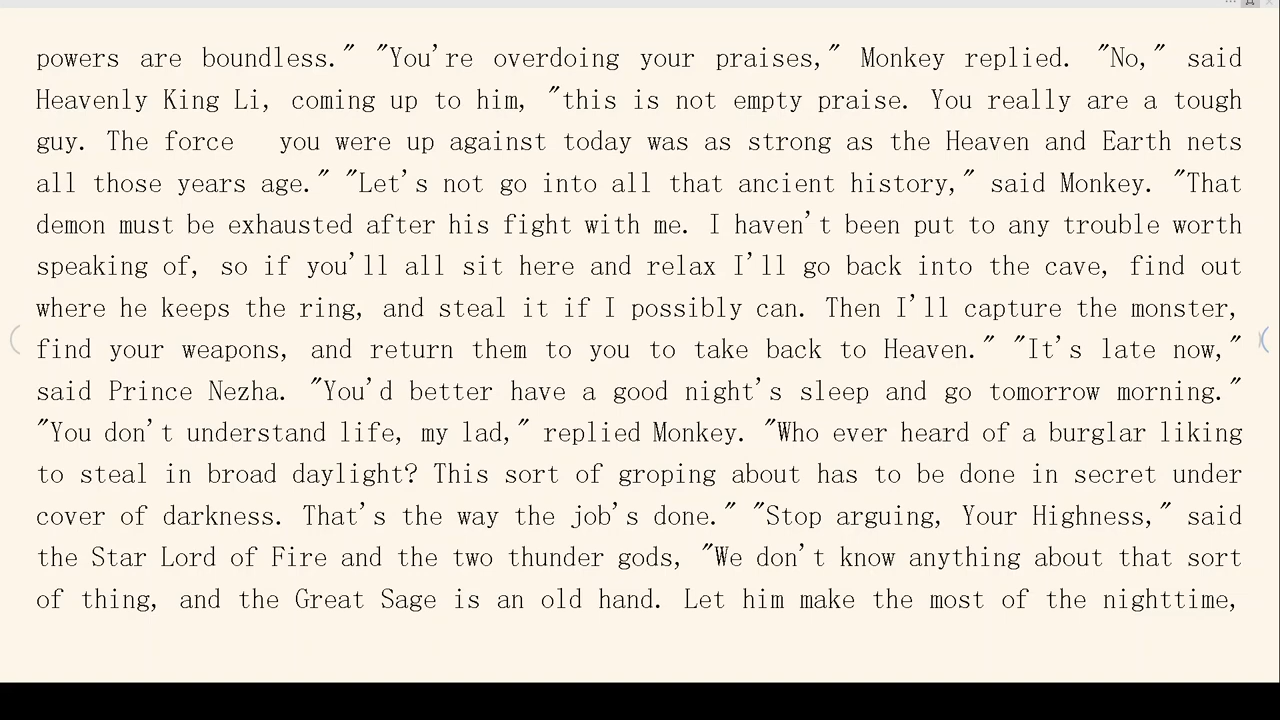 powers are boundless." "You're overdoing your praises," Monkey replied. "No," said
Heavenly King Li, coming up to him, "this is not empty praise. You really are a tough
guy. The force you were up against today was as strong as the Heaven and Earth nets
all those years age." "Let's not go into all that ancient history," said Monkey. "That
demon must be exhausted after his fight with me. I haven't been put to any trouble worth
speaking of, so if you'll all sit here and relax I'll go back into the cave, find out
where he keeps the ring, and steal it if I possibly can. Then I'll capture the monster,
find your weapons, and return them to you to take back to Heaven." "It's late now,"
said Prince Nezha. "You'd better have a good night's sleep and go tomorrow morning."
"You don't understand life, my lad," replied Monkey. "Who ever heard of a burglar liking
to steal in broad daylight? This sort of groping about has to be done in secret under
cover of darkness. That's the way the job's done." "Stop arguing, Your Highness," said
the Star Lord of Fire and the two thunder gods, "We don't know anything about that sort
of thing, and the Great Sage is an old hand. Let him make the most of the nighttime,